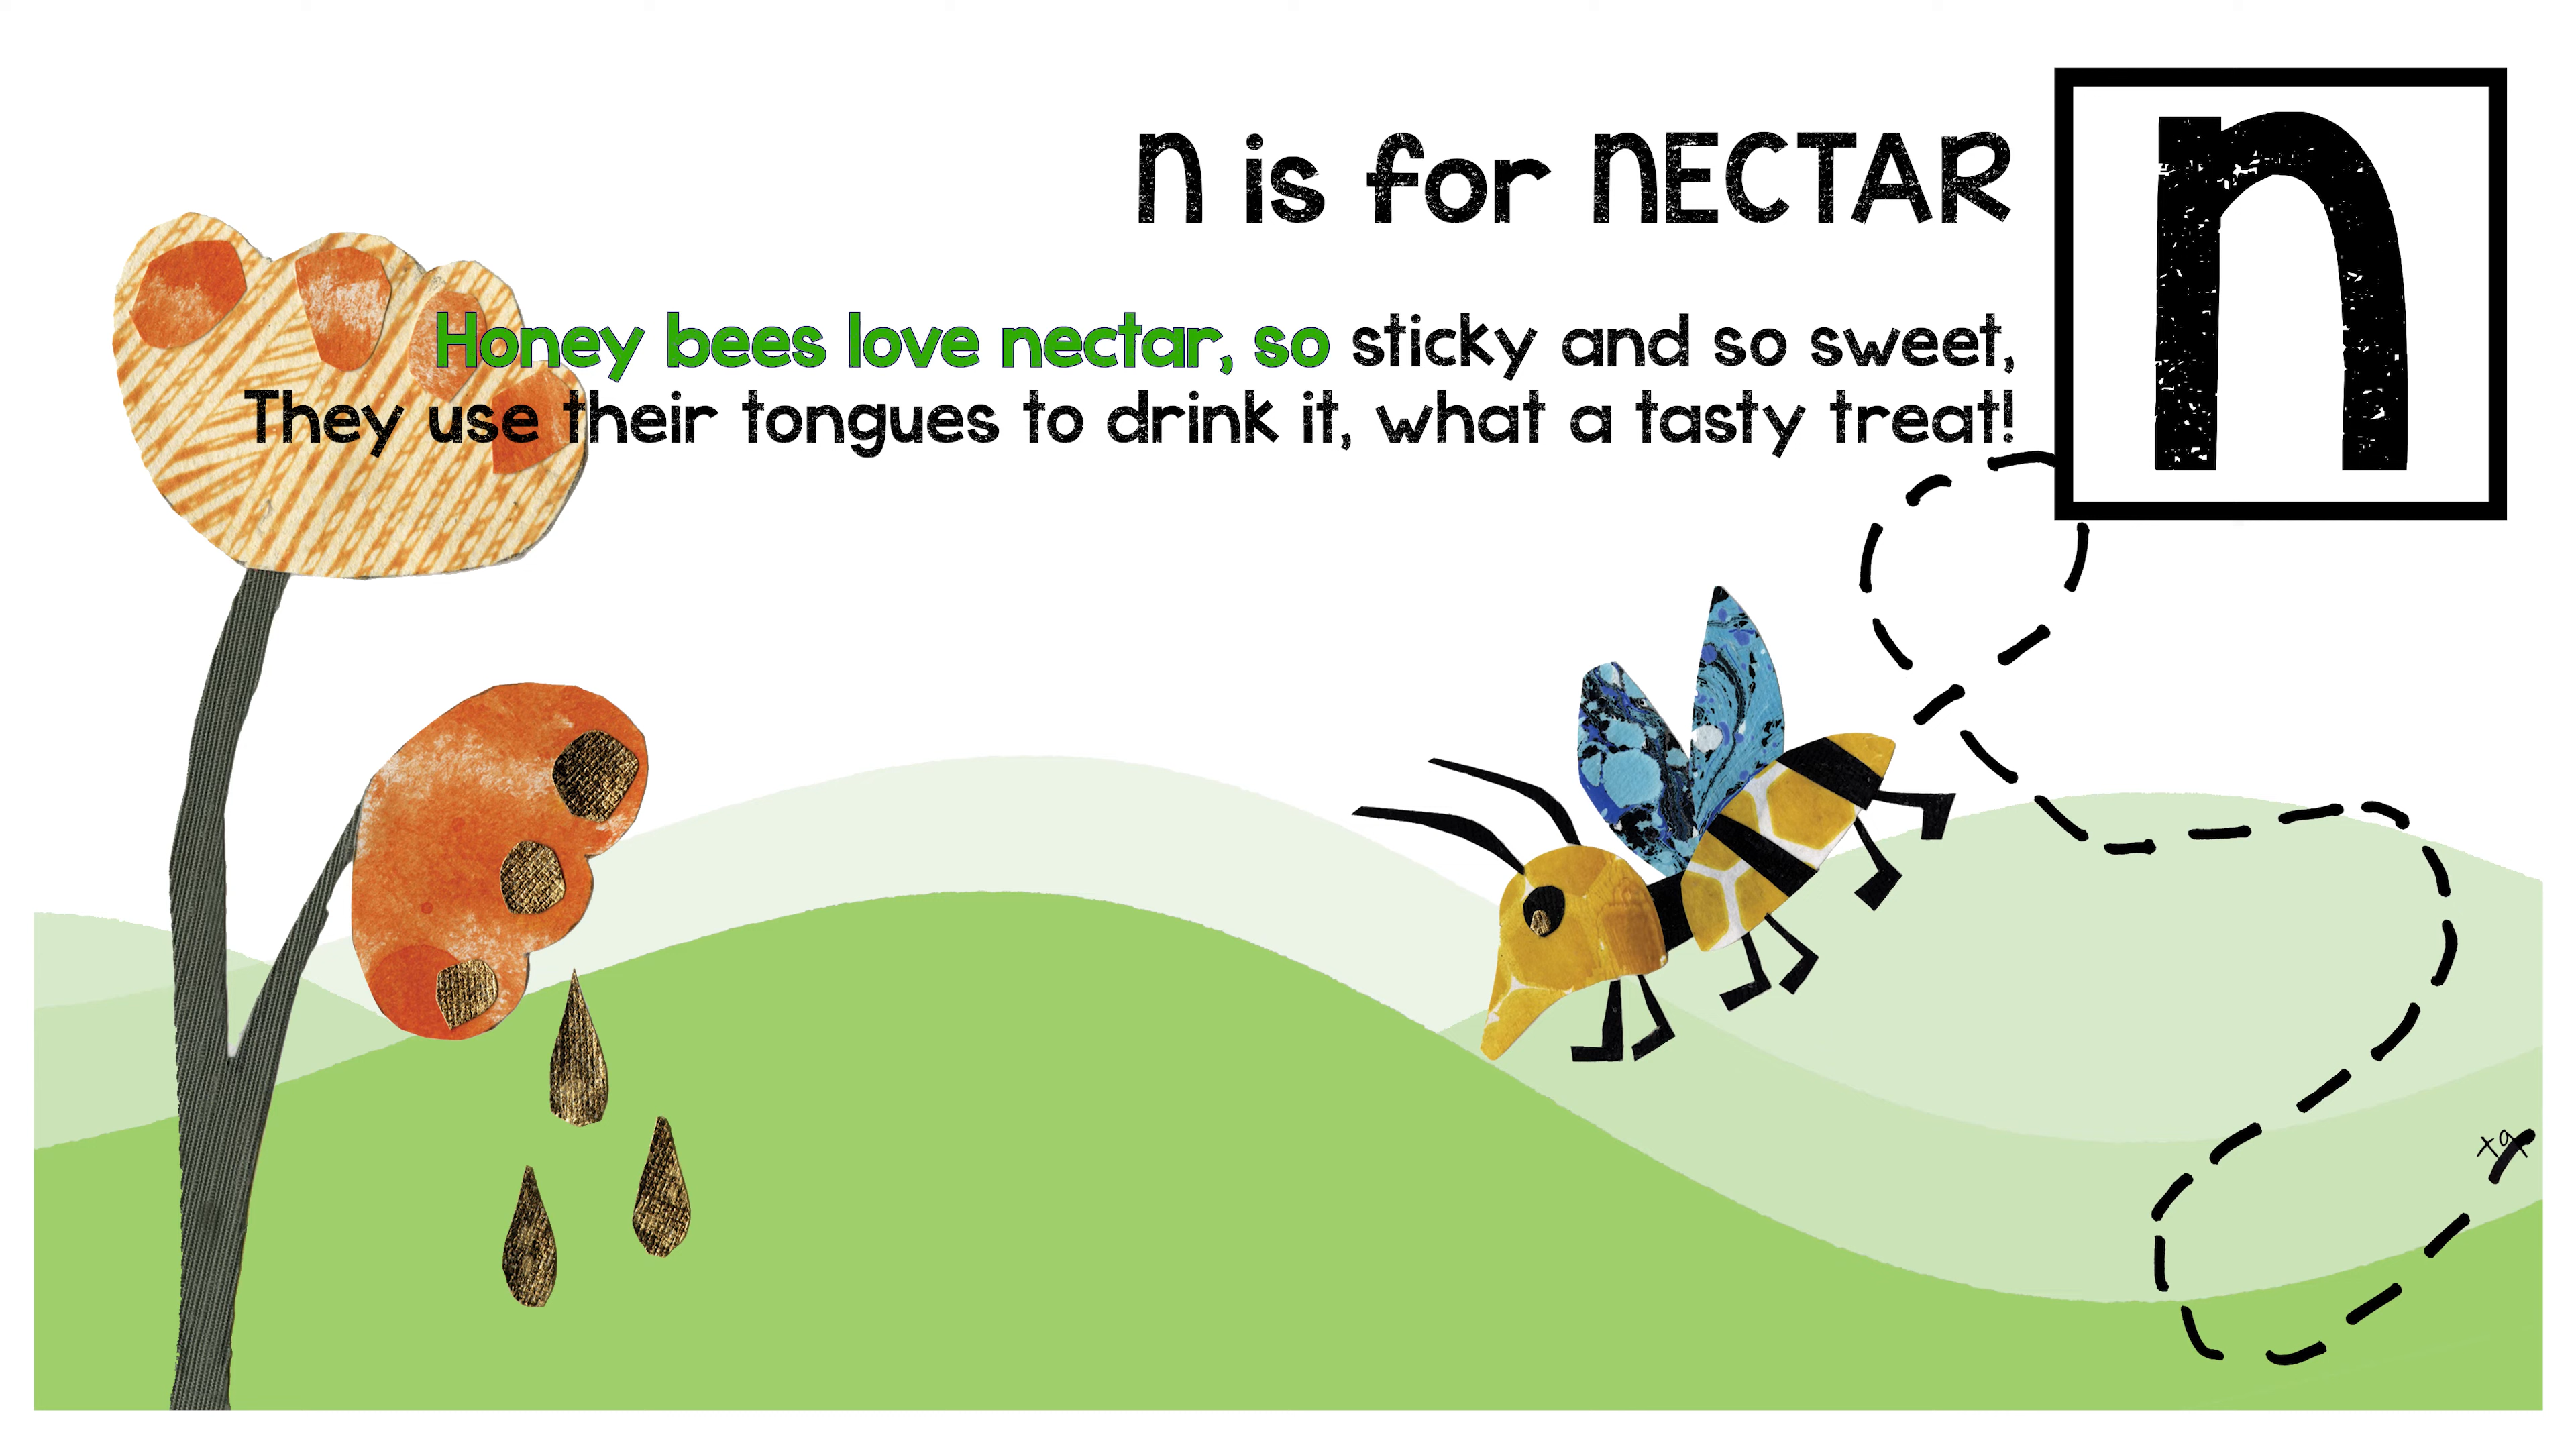 n is for nECTAR
n
Honey bees love nectar, so sticky and so sweet,
They use their tongues to drink it, what a tasty treat!